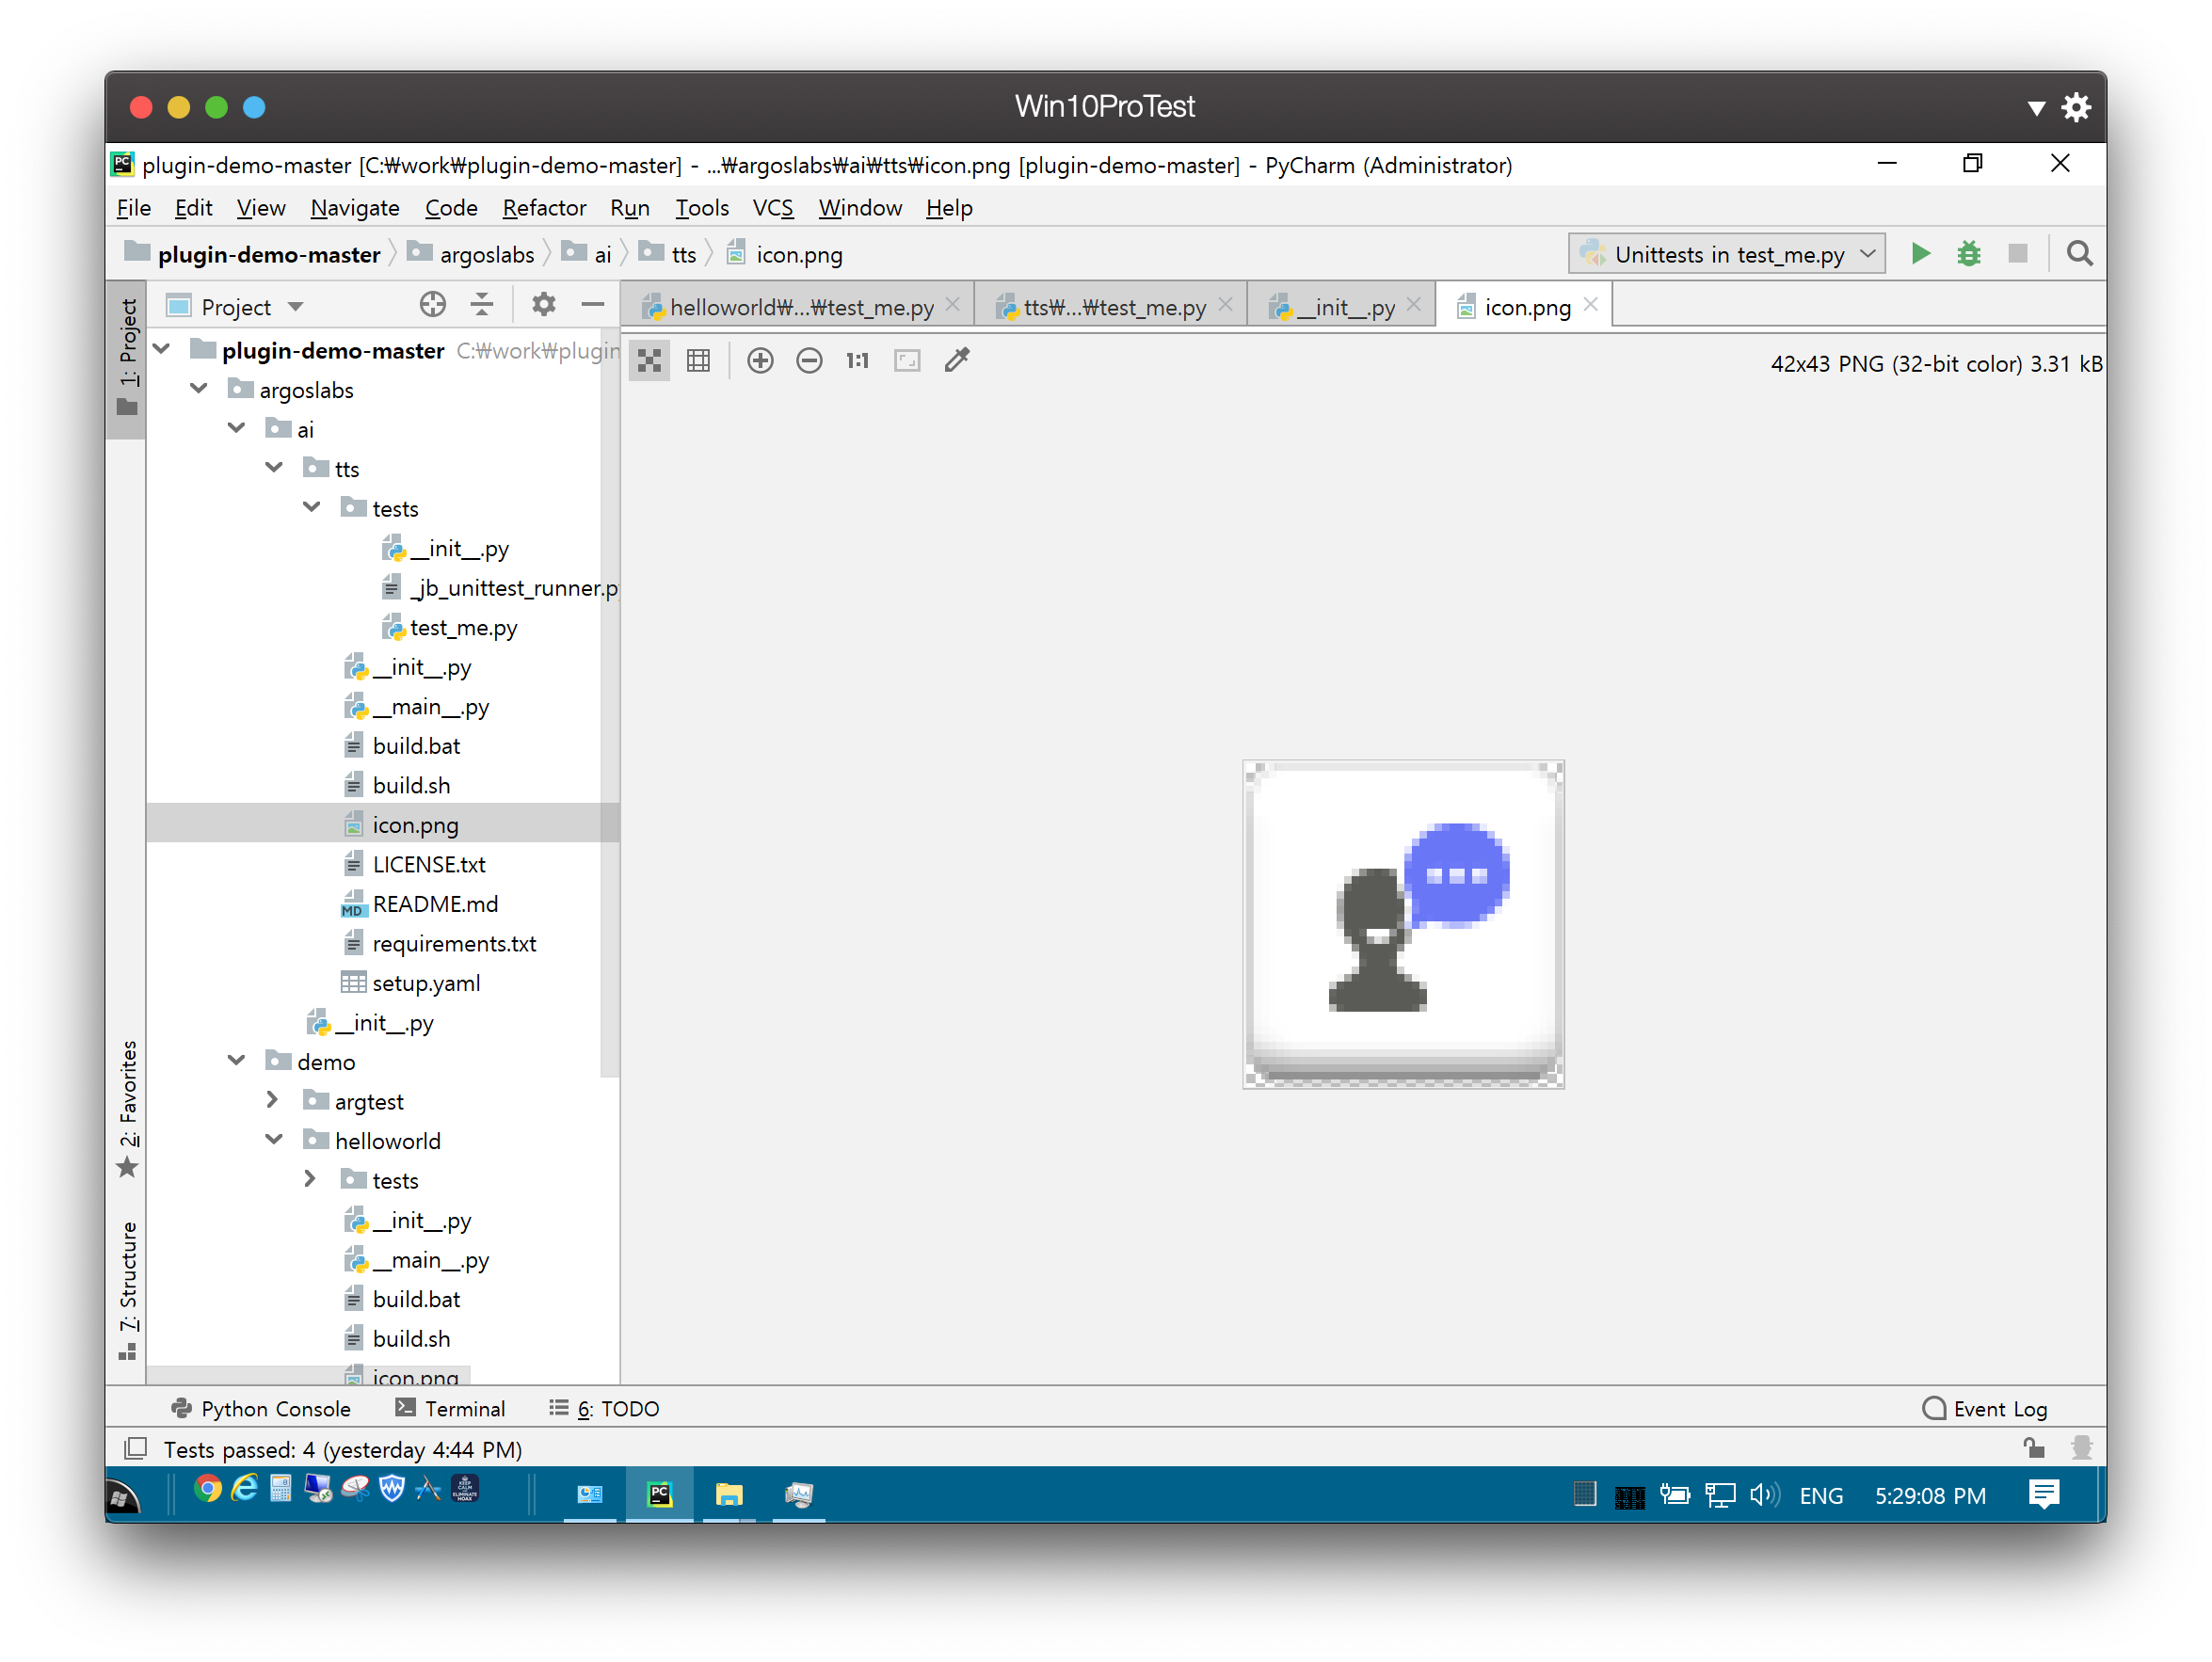 Win10ProTest
plugin-demo-master [C:₩work₩plugin-demo-master] - ...₩argoslabs₩ai₩tts₩icon.png [plugin-demo-master] - PyCharm (Administrator)
File Edit View Navigate Code Refactor Run Tools VCS Window Help
plugin-demo-master argoslabs ai tts icon.png Unittests in test_me.py
1: Project
2: Favorites
7: Structure
Project
plugin-demo-master C:₩work₩plugin
argoslabs
ai
tts
tests
__init__.py
_jb_unittest_runner.py
test_me.py
__init__.py
__main__.py
build.bat
build.sh
icon.png
LICENSE.txt
README.md
requirements.txt
setup.yaml
__init__.py
demo
argtest
helloworld
tests
__init__.py
__main__.py
build.bat
build.sh
icon.png
helloworld₩...₩test_me.py tts₩...₩test_me.py __init__.py icon.png
1:1 42x43 PNG (32-bit color) 3.31 kB
Python Console Terminal 6: TODO Event Log
Tests passed: 4 (yesterday 4:44 PM)
ENG 5:29:08 PM